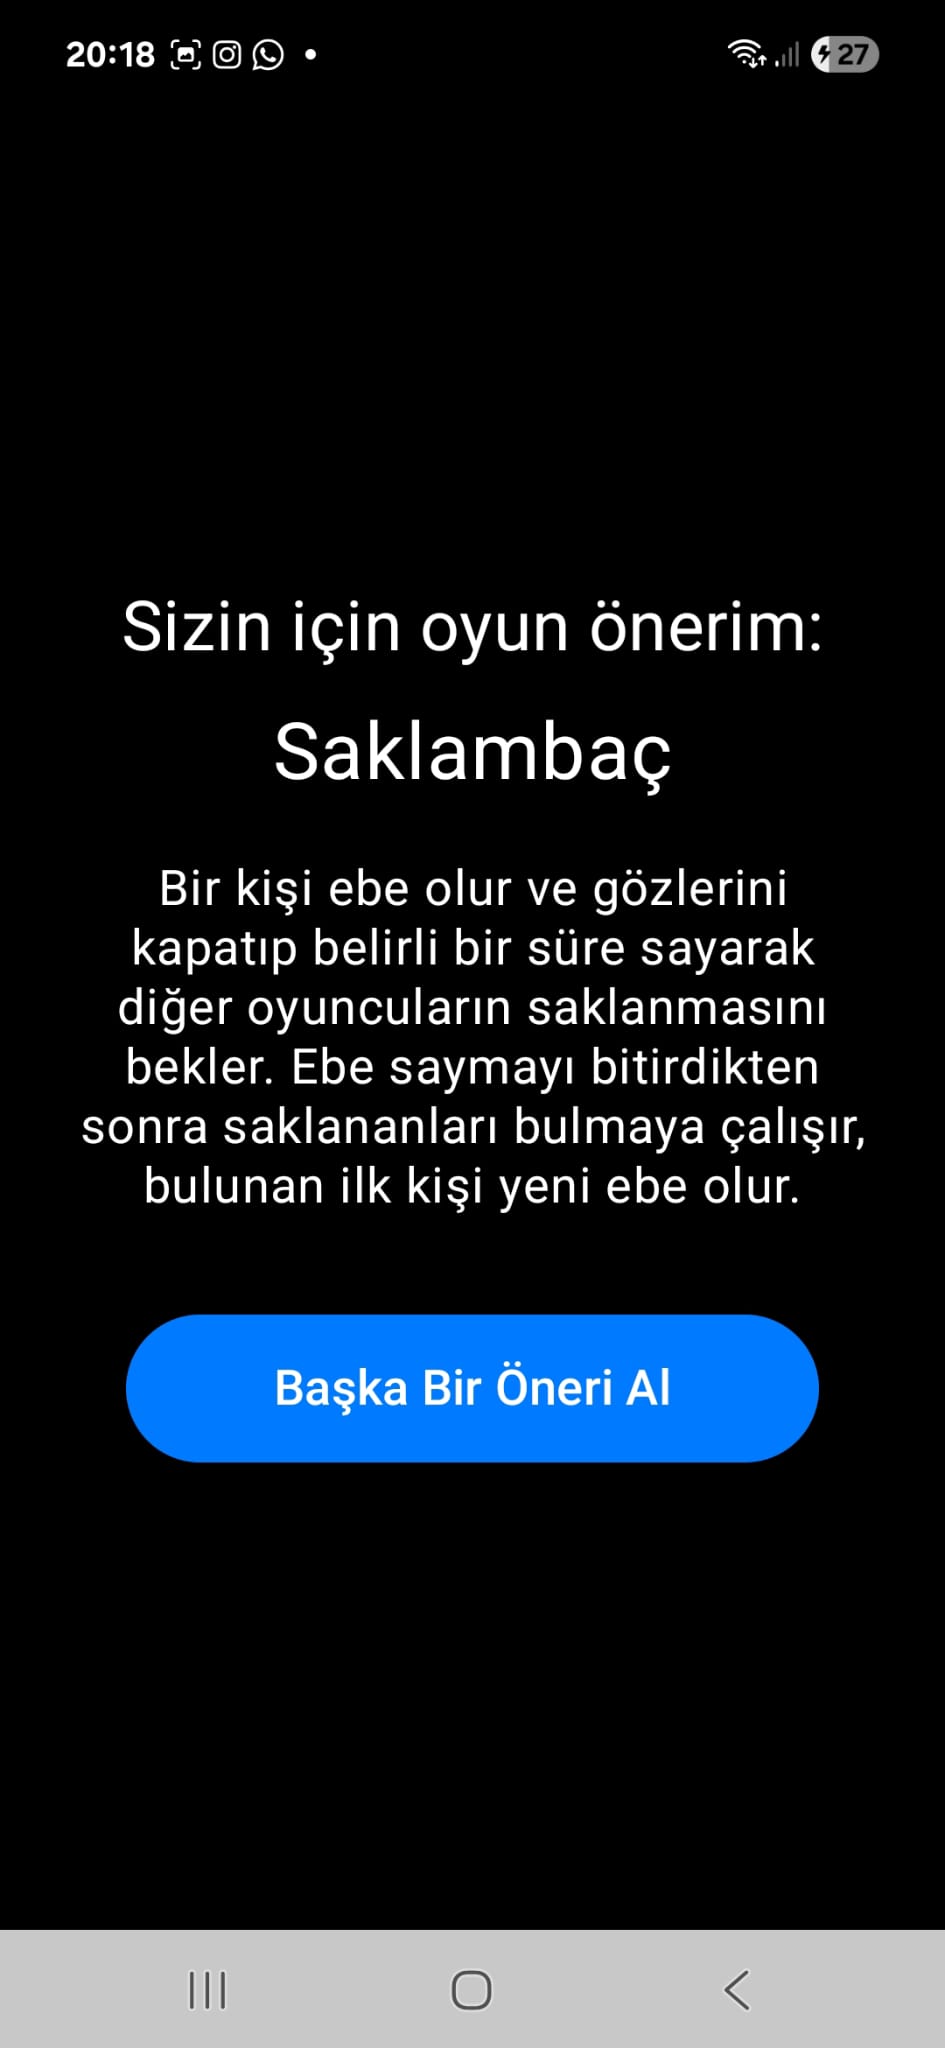 20:18
27
Sizin için oyun önerim:
Saklambaç
Bir kişi ebe olur ve gözlerini
kapatıp belirli bir süre sayarak
diğer oyuncuların saklanmasını
bekler. Ebe saymayı bitirdikten
sonra saklananları bulmaya çalışır,
bulunan ilk kişi yeni ebe olur.
Başka Bir Öneri Al